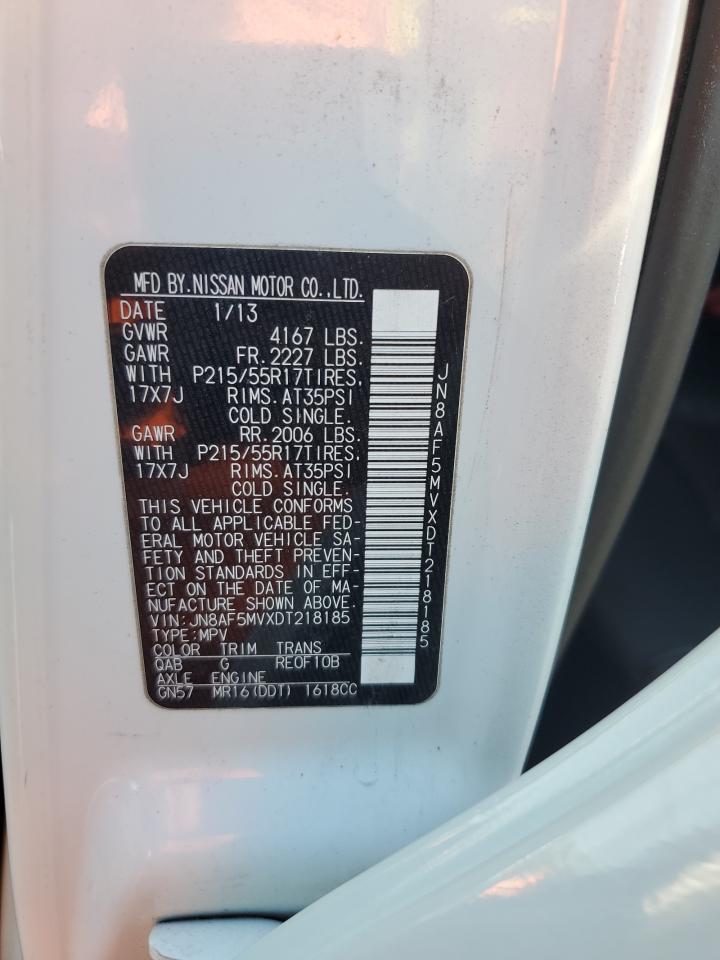 MFD BY.NISSAN MOTOR CO.,LTD.
DATE 1/13
GVWR 4167 LBS.
GAWR FR.2227 LBS.
WITH P215/55R17TIRES,
17X7J RIMS.AT35PSI
COLD SINGLE.
GAWR RR.2006 LBS.
WITH P215/55R17TIRES,
17X7J RIMS.AT35PSI
COLD SINGLE.
THIS VEHICLE CONFORMS
TO ALL APPLICABLE FED-
ERAL MOTOR VEHICLE SA-
FETY AND THEFT PREVEN-
TION STANDARDS IN EFF-
ECT ON THE DATE OF MA-
NUFACTURE SHOWN ABOVE.
VIN:JN8AF5MVXDT218185
TYPE:MPV
COLOR TRIM TRANS
QAB G RE0F10B
AXLE ENGINE
GN57 MR16(DDT) 1618CC
JN8AF5MVXDT218185